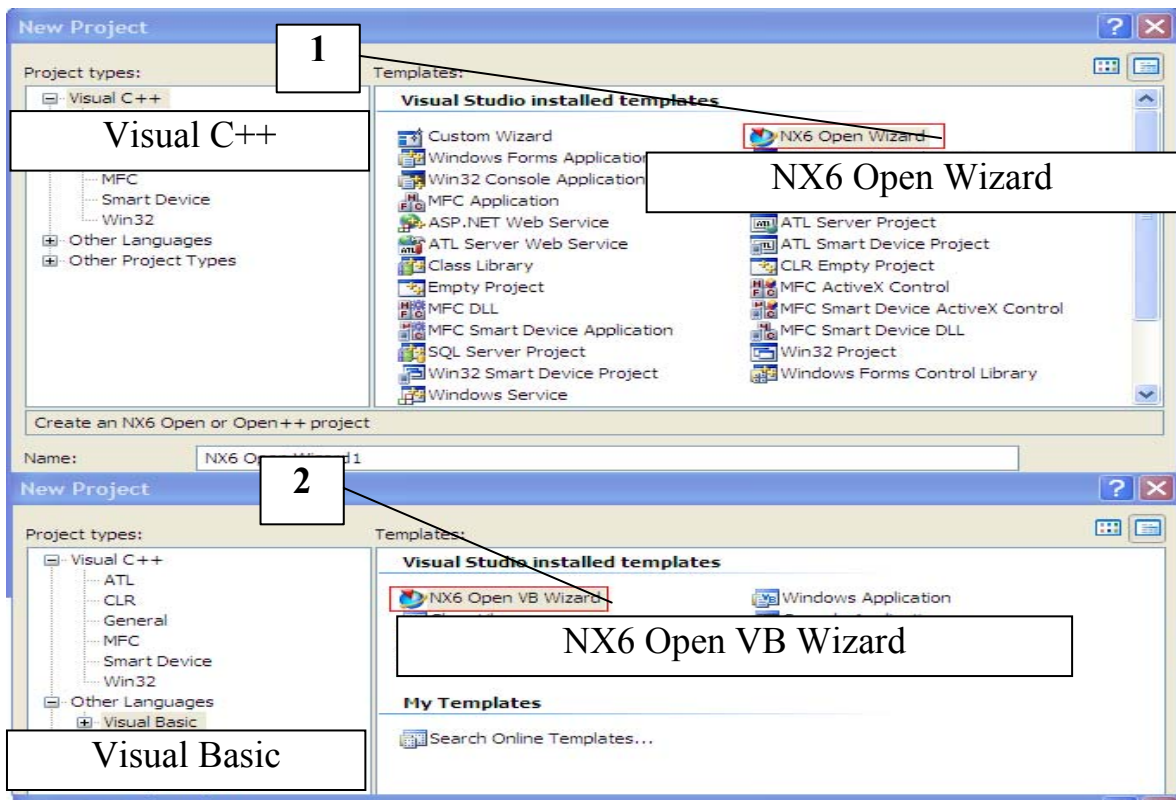 New Project
1
Project types:
Templates:
Visual C++
Visual Studio installed templates
Visual C++
Custom Wizard
NX6 Open Wizard
Windows Forms Application
NX6 Open Wizard
Win32 Console Application
MFC
MFC Application
Smart Device
ASP.NET Web Service
ATL Server Project
Win32
ATL Server Web Service
ATL Smart Device Project
Other Languages
Class Library
CLR Empty Project
Other Project Types
Empty Project
MFC ActiveX Control
MFC DLL
MFC Smart Device ActiveX Control
MFC Smart Device Application
MFC Smart Device DLL
SQL Server Project
Win32 Project
Win32 Smart Device Project
Windows Forms Control Library
Windows Service
Create an NX6 Open or Open++ project
Name:
NX6 Open Wizard1
New Project
2
Project types:
Templates:
Visual C++
Visual Studio installed templates
ATL
NX6 Open VB Wizard
Windows Application
CLR
General
NX6 Open VB Wizard
MFC
Smart Device
Win32
Other Languages
My Templates
Visual Basic
Search Online Templates...
Visual Basic